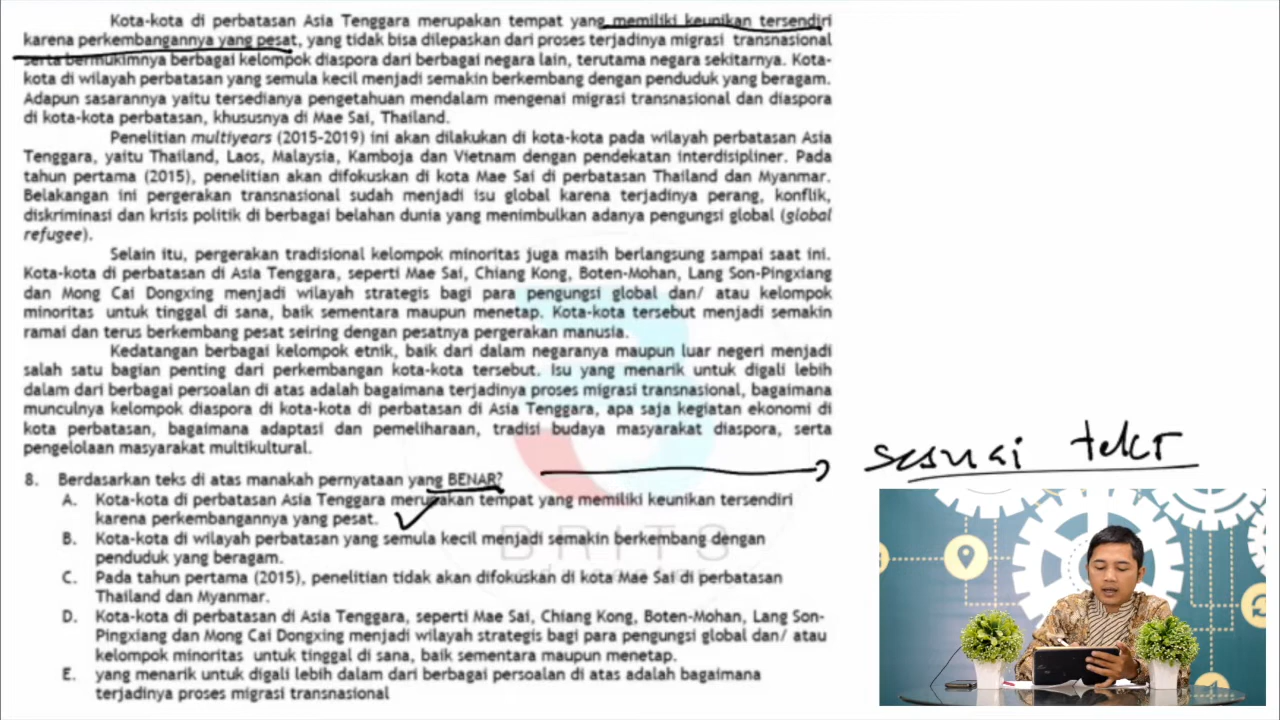 Kota-kota di perbatasan Asia Tenggara merupakan tempat yang memiliki keunikan tersendiri
karena perkembangannya yang pesat, yang tidak bisa dilepaskan dari proses terjadinya migrasi transnasional
serta bermukimnya berbagai kelompok diaspora dari berbagai negara lain, terutama negara sekitarnya. Kota-
kota di wilayah perbatasan yang semula kecil menjadi semakin berkembang dengan penduduk yang beragam.
Adapun sasarannya yaitu tersedianya pengetahuan mendalam mengenai migrasi transnasional dan diaspora
di kota-kota perbatasan, khususnya di Mae Sai, Thailand.
Penelitian multiyears (2015-2019) ini akan dilakukan di kota-kota pada wilayah perbatasan Asia
Tenggara, yaitu Thailand, Laos, Malaysia, Kamboja dan Vietnam dengan pendekatan interdisipliner. Pada
tahun pertama (2015), penelitian akan difokuskan di kota Mae Sai di perbatasan Thailand dan Myanmar.
Belakangan ini pergerakan transnasional sudah menjadi isu global karena terjadinya perang, konflik,
diskriminasi dan krisis politik di berbagai belahan dunia yang menimbulkan adanya pengungsi global (global
refugee).
Selain itu, pergerakan tradisional kelompok minoritas juga masih berlangsung sampai saat ini.
Kota-kota di perbatasan di Asia Tenggara, seperti Mae Sai, Chiang Kong, Boten-Mohan, Lang Son-Pingxiang
dan Mong Cai Dongxing menjadi wilayah strategis bagi para pengungsi global dan/ atau kelompok
minoritas untuk tinggal di sana, baik sementara maupun menetap. Kota-kota tersebut menjadi semakin
ramai dan terus berkembang pesat seiring dengan pesatnya pergerakan manusia.
Kedatangan berbagai kelompok etnik, baik dari dalam negaranya maupun luar negeri menjadi
salah satu bagian penting dari perkembangan kota-kota tersebut. Isu yang menarik untuk digali lebih
dalam dari berbagai persoalan di atas adalah bagaimana terjadinya proses migrasi transnasional, bagaimana
munculnya kelompok diaspora di kota-kota di perbatasan di Asia Tenggara, apa saja kegiatan ekonomi di
kota perbatasan, bagaimana adaptasi dan pemeliharaan, tradisi budaya masyarakat diaspora, serta
pengelolaan masyarakat multikultural.
sesuai teks
8. Berdasarkan teks di atas manakah pernyataan yang BENAR?
A. Kota-kota di perbatasan Asia Tenggara merupakan tempat yang memiliki keunikan tersendiri
karena perkembangannya yang pesat.
B. Kota-kota di wilayah perbatasan yang semula kecil menjadi semakin berkembang dengan
penduduk yang beragam.
C. Pada tahun pertama (2015), penelitian tidak akan difokuskah di kota Mae Sai di perbatasan
Thailand dan Myanmar.
D. Kota-kota di perbatasan di Asia Tenggara, seperti Mae Sai, Chiang Kong, Boten-Mohan, Lang Son-
Pingxiang dan Mong Cai Dongxing menjadi wilayah strategis bagi para pengungsi global dan/ atau
kelompok minoritas untuk tinggal di sana, baik sementara maupun menetap.
E. yang menarik untuk digali lebih dalam dari berbagai persoalan di atas adalah bagaimana
terjadinya proses migrasi transnasional
BRITS